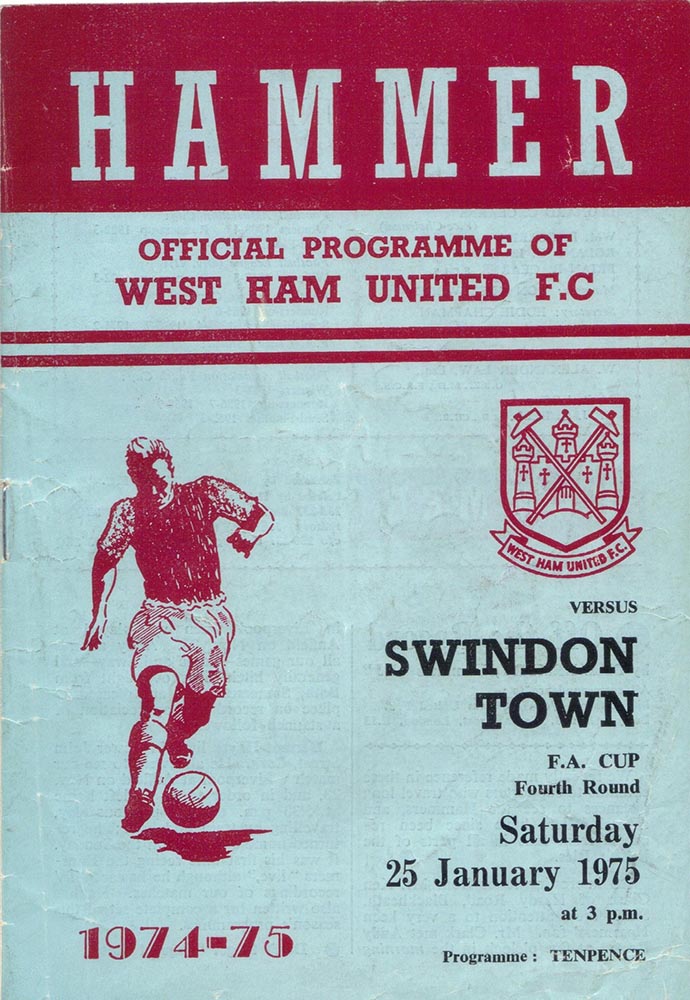 HAMMER
OFFICIAL PROGRAMME OF
WEST HAM UNITED F.C
WEST HAM UNITED F.C.
VERSUS
SWINDON
TOWN
F.A. CUP
Fourth Round
Saturday
25 January 1975
at 3 p.m.
1974-75
Programme : TENPENCE